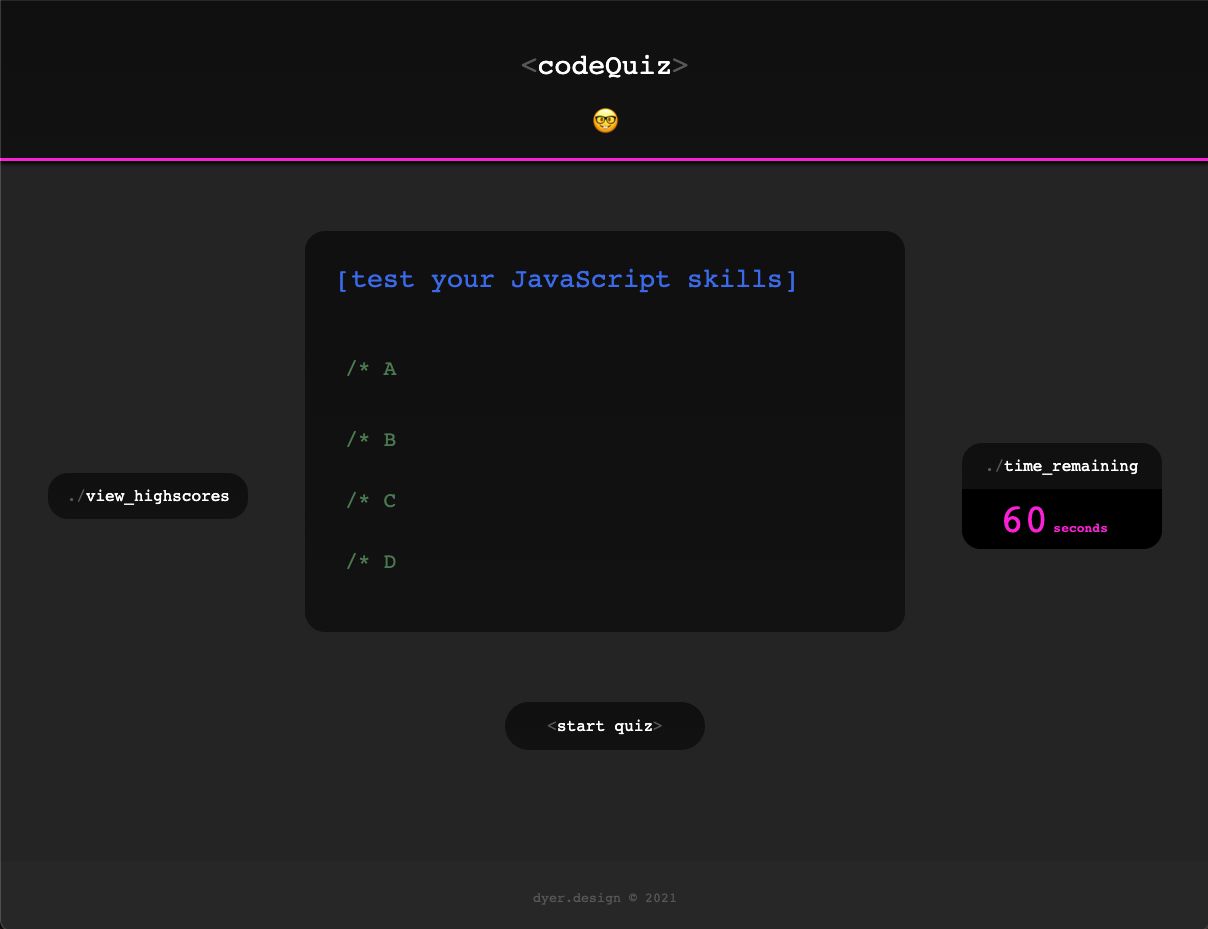 <codeQuiz>
[test your JavaScript skills]
/* A
/* B
/* C
/* D
./view_highscores
./time_remaining
60 seconds
<start quiz>
dyer.design © 2021